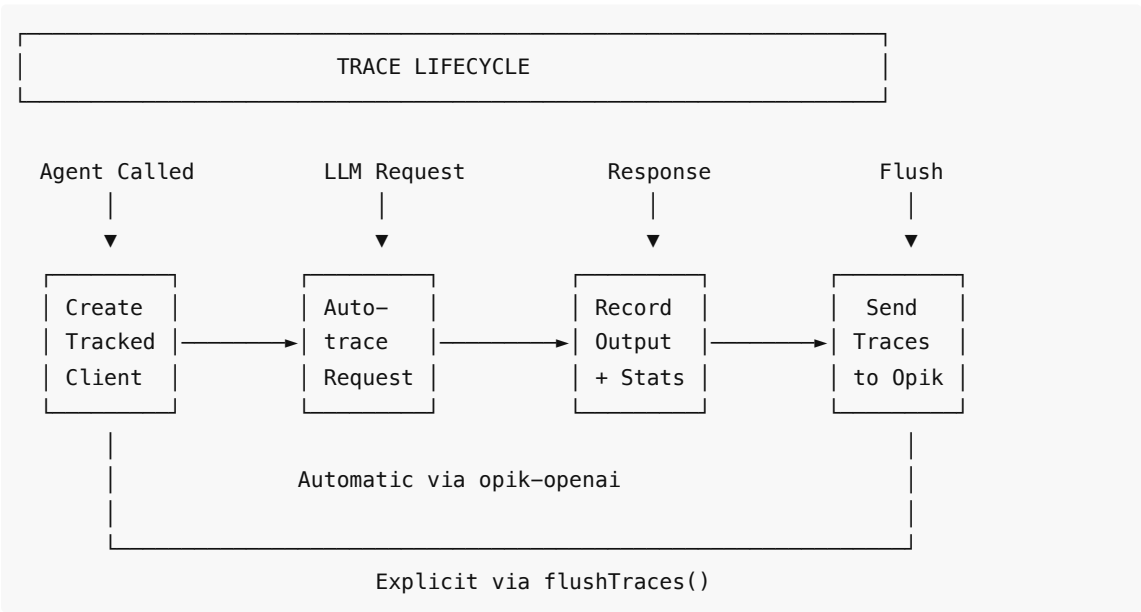 TRACE LIFECYCLE
Agent Called LLM Request Response Flush
Create Auto- Record Send
Tracked trace Output Traces
Client Request + Stats to Opik
Automatic via opik-openai
Explicit via flushTraces()